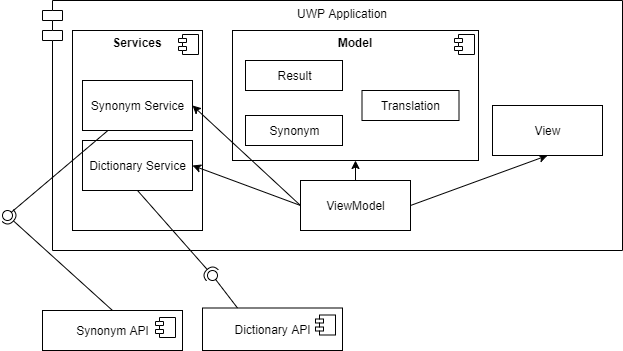 UWP Application
Services
Model
Result
Synonym Service
Translation
Synonym
View
Dictionary Service
ViewModel
Synonym API
Dictionary API